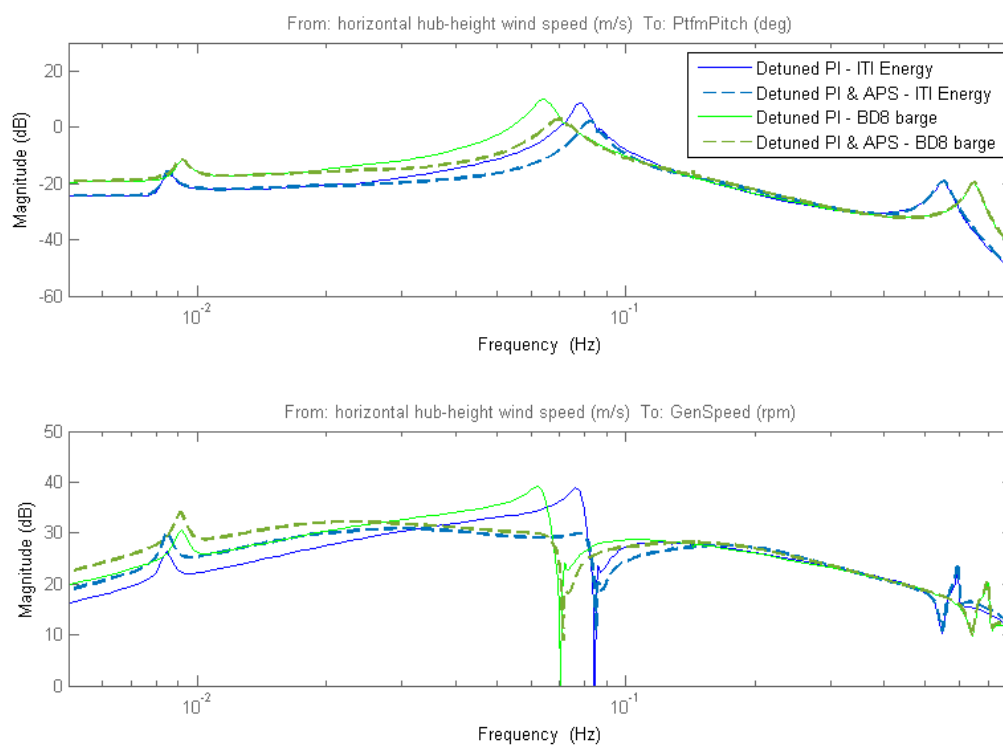 From: horizontal hub-height wind speed (m/s) To: PtfmPitch (deg)
Magnitude (dB)
20
0
-20
-40
-60
Detuned PI - ITI Energy
Detuned PI & APS - ITI Energy
Detuned PI - BD8 barge
Detuned PI & APS - BD8 barge
10^-2
10^-1
Frequency (Hz)
From: horizontal hub-height wind speed (m/s) To: GenSpeed (rpm)
Magnitude (dB)
50
40
30
20
10
0
10^-2
10^-1
Frequency (Hz)